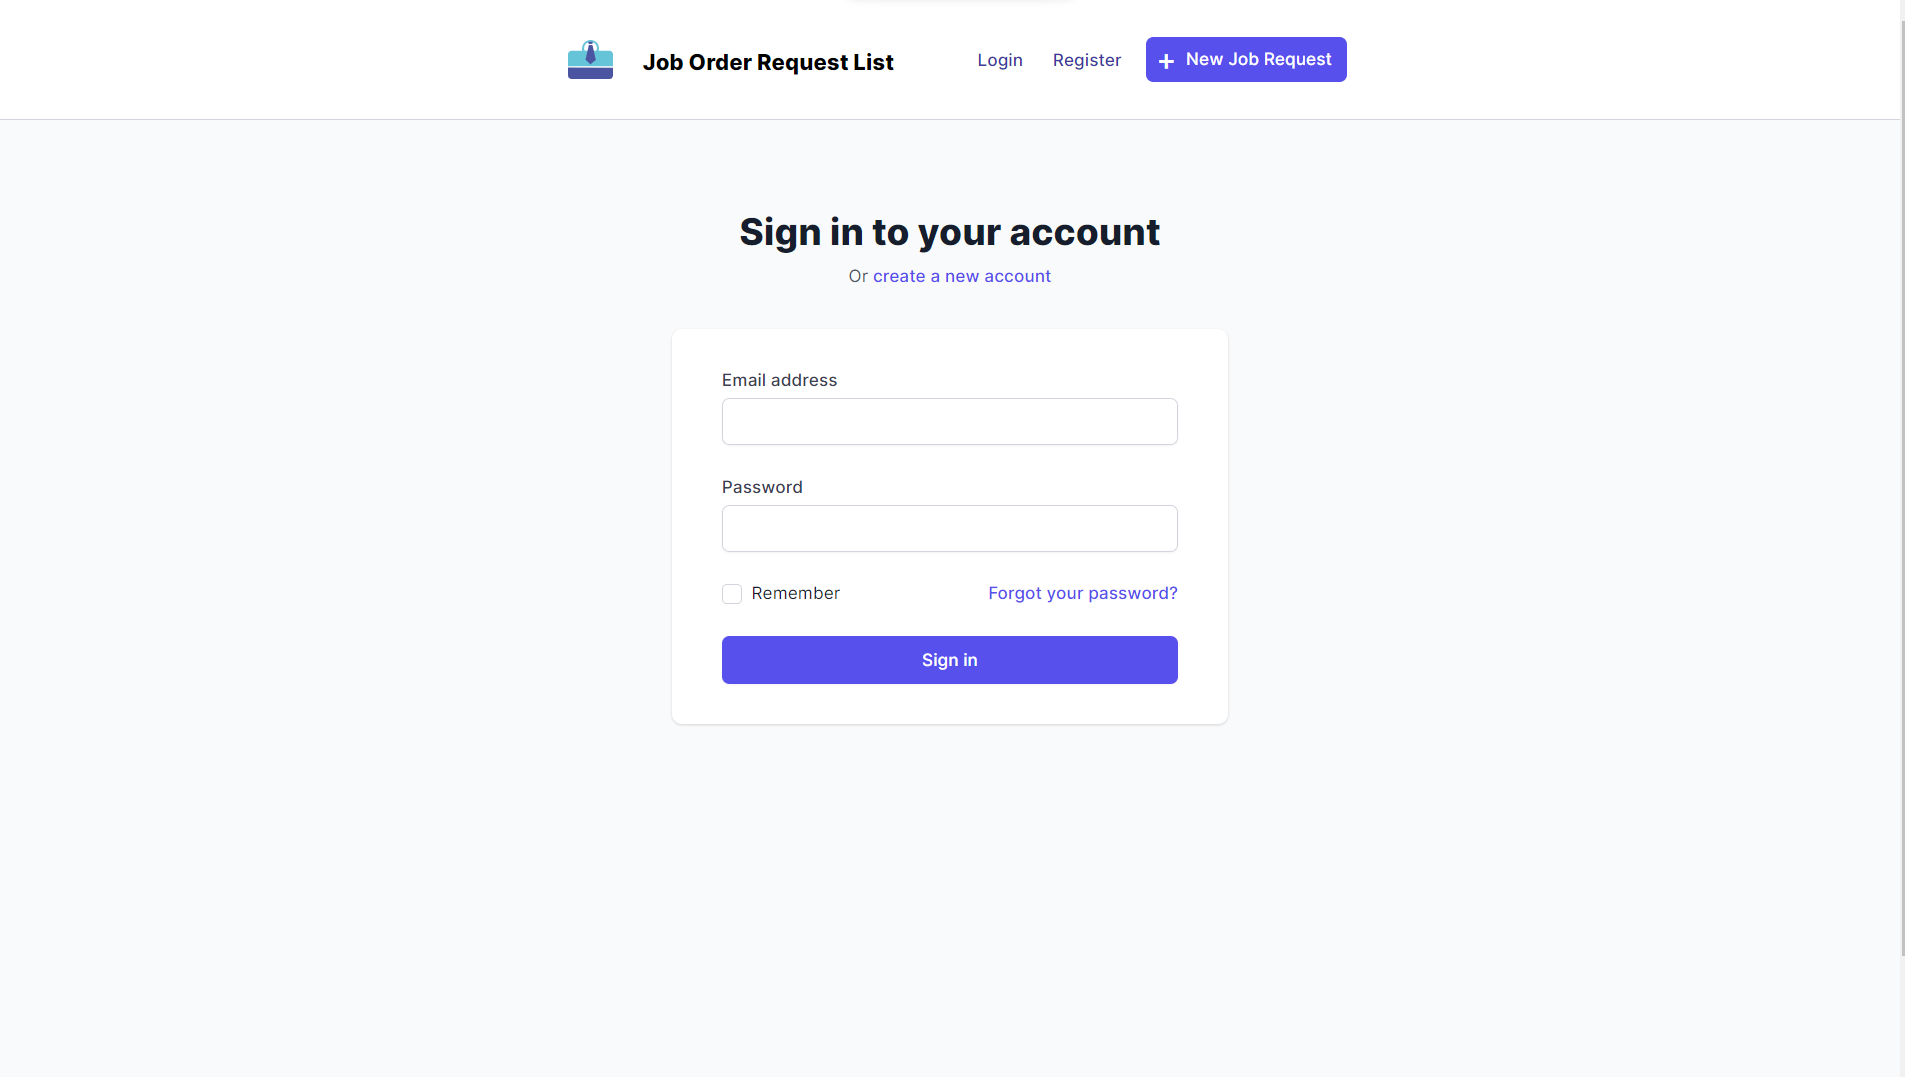 Job Order Request List
Login
Register
+ New Job Request
Sign in to your account
Or create a new account
Email address
Password
Remember
Forgot your password?
Sign in